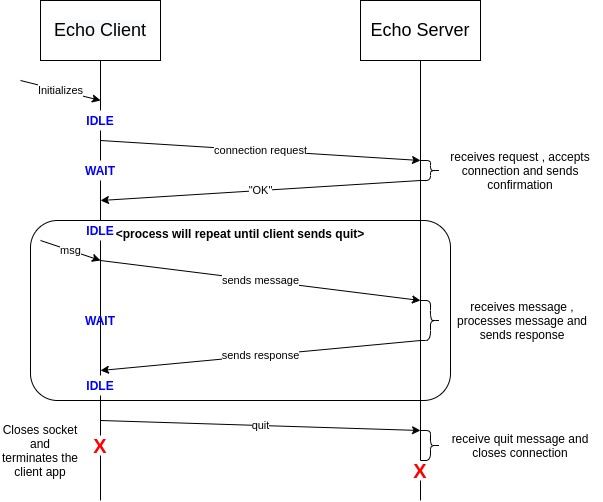 Echo Client
Echo Server
Initializes
IDLE
connection request
WAIT
receives request , accepts
connection and sends
confirmation
"OK"
IDLE
<process will repeat until client sends quit>
msg
sends message
WAIT
receives message ,
processes message and
sends response
sends response
IDLE
quit
Closes socket
and
terminates the
client app
X
receive quit message and
closes connection
X